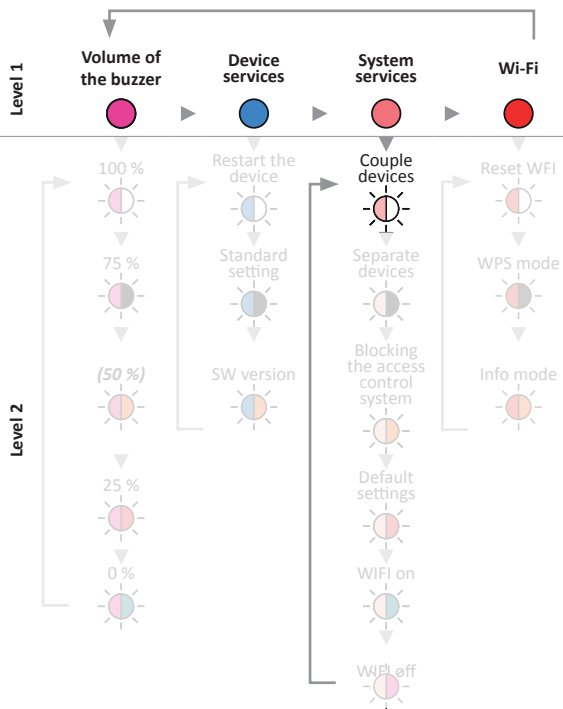 Level 1
Volume of
the buzzer
Device
services
System
services
Wi-Fi
Level 2
100 %
75 %
(50 %)
25 %
0 %
Restart the
device
Standard
setting
SW version
Couple
devices
Separate
devices
Blocking
the access
control
system
Default
settings
WIFI on
WIFI off
Reset WFI
WPS mode
Info mode